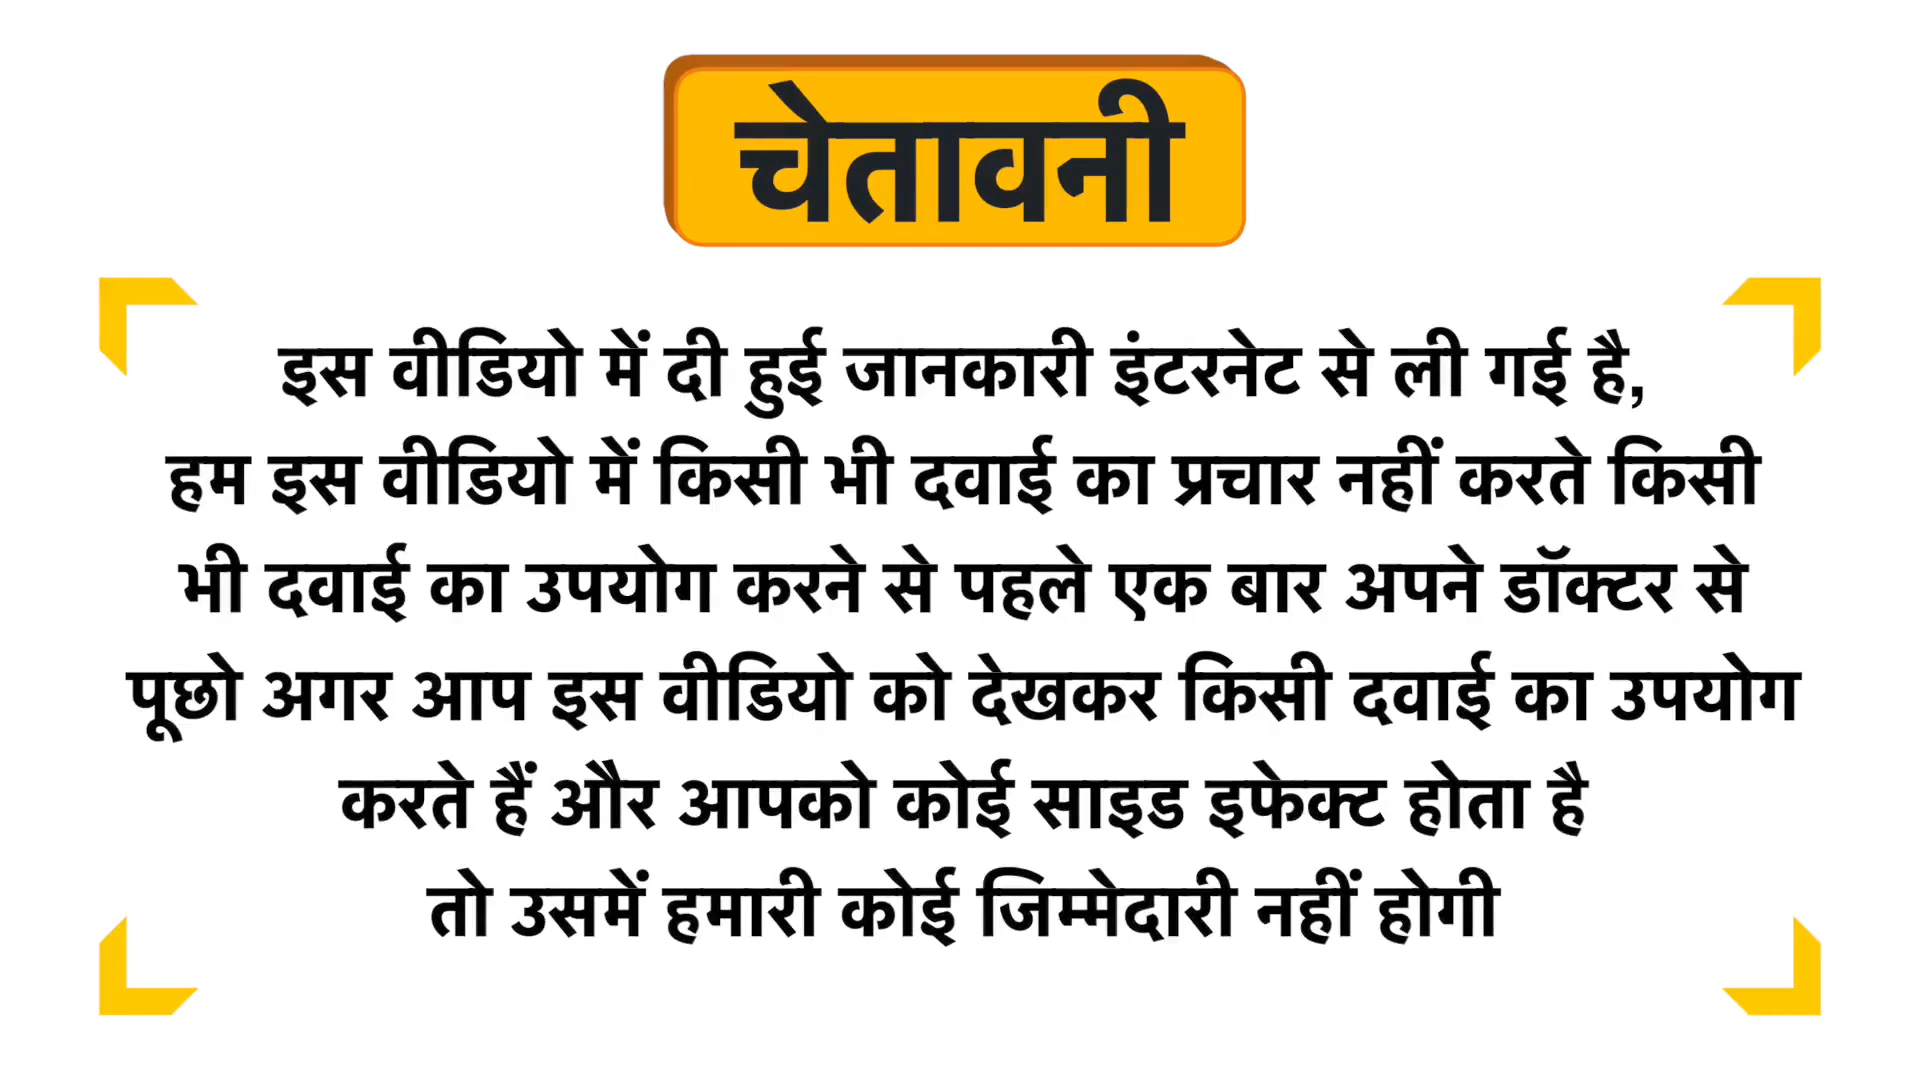 चेतावनी
इस वीडियो में दी हुई जानकारी इंटरनेट से ली गई है,
हम इस वीडियो में किसी भी दवाई का प्रचार नहीं करते किसी
भी दवाई का उपयोग करने से पहले एक बार अपने डॉक्टर से
पूछो अगर आप इस वीडियो को देखकर किसी दवाई का उपयोग
करते हैं और आपको कोई साइड इफेक्ट होता है
तो उसमें हमारी कोई जिम्मेदारी नहीं होगी